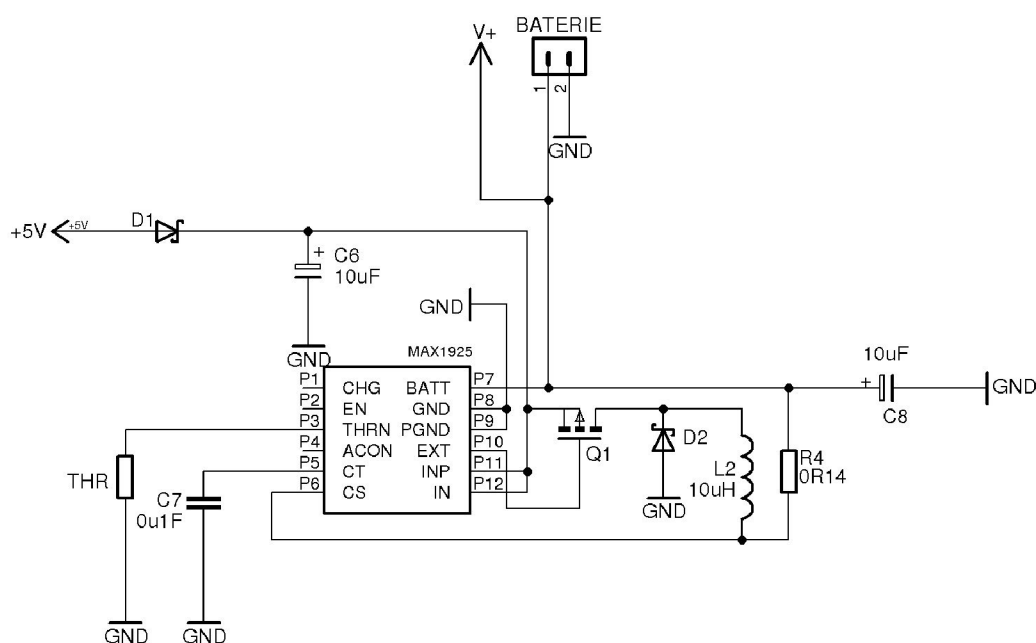 BATERIE
V+
1
2
GND
+5V
+5V
D1
+
C6
10uF
GND
GND
MAX1925
P1 CHG BATT P7
P2 EN GND P8
P3 THRN PGND P9
P4 ACON EXT P10
P5 CT INP P11
P6 CS IN P12
10uF
+
C8
GND
Q1
D2
GND
L2
10uH
R4
0R14
THR
C7
0u1F
GND
GND